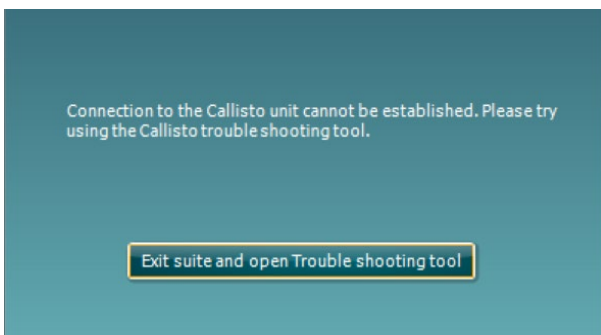 Connection to the Callisto unit cannot be established. Please try
using the Callisto trouble shooting tool.
Exit suite and open Trouble shooting tool